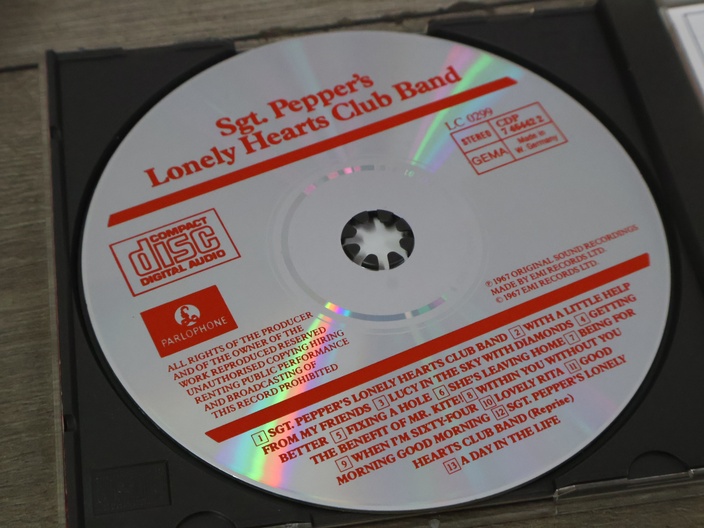 Sgt. Pepper's
Lonely Hearts Club Band
LC 0299
STEREO
CDP
7 46442 2
GEMA
Made in
W. Germany
COMPACT
disc
DIGITAL AUDIO
PARLOPHONE
ALL RIGHTS OF THE PRODUCER
AND OF THE OWNER OF THE
WORK REPRODUCED RESERVED
UNAUTHORISED COPYING HIRING
RENTING PUBLIC PERFORMANCE
AND BROADCASTING OF
THIS RECORD PROHIBITED
℗ 1967 ORIGINAL SOUND RECORDINGS
MADE BY EMI RECORDS LTD.
© 1967 EMI RECORDS LTD.
1 SGT. PEPPER'S LONELY HEARTS CLUB BAND 2 WITH A LITTLE HELP
FROM MY FRIENDS 3 LUCY IN THE SKY WITH DIAMONDS 4 GETTING
BETTER 5 FIXING A HOLE 6 SHE'S LEAVING HOME 7 BEING FOR
THE BENEFIT OF MR. KITE! 8 WITHIN YOU WITHOUT YOU
9 WHEN I'M SIXTY-FOUR 10 LOVELY RITA 11 GOOD
MORNING GOOD MORNING 12 SGT. PEPPER'S LONELY
HEARTS CLUB BAND (Reprise)
13 A DAY IN THE LIFE